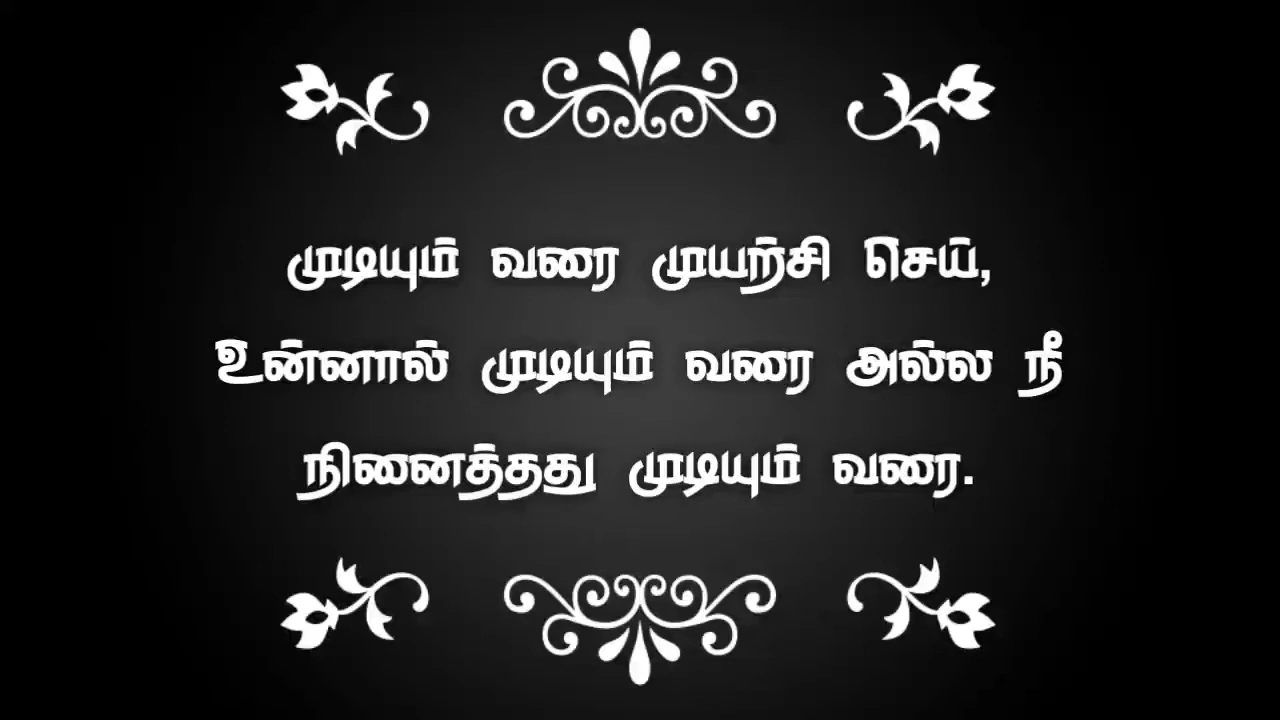 முடியும் வரை முயற்சி செய்,
உன்னால் முடியும் வரை அல்ல நீ
நினைத்தது முடியும் வரை.